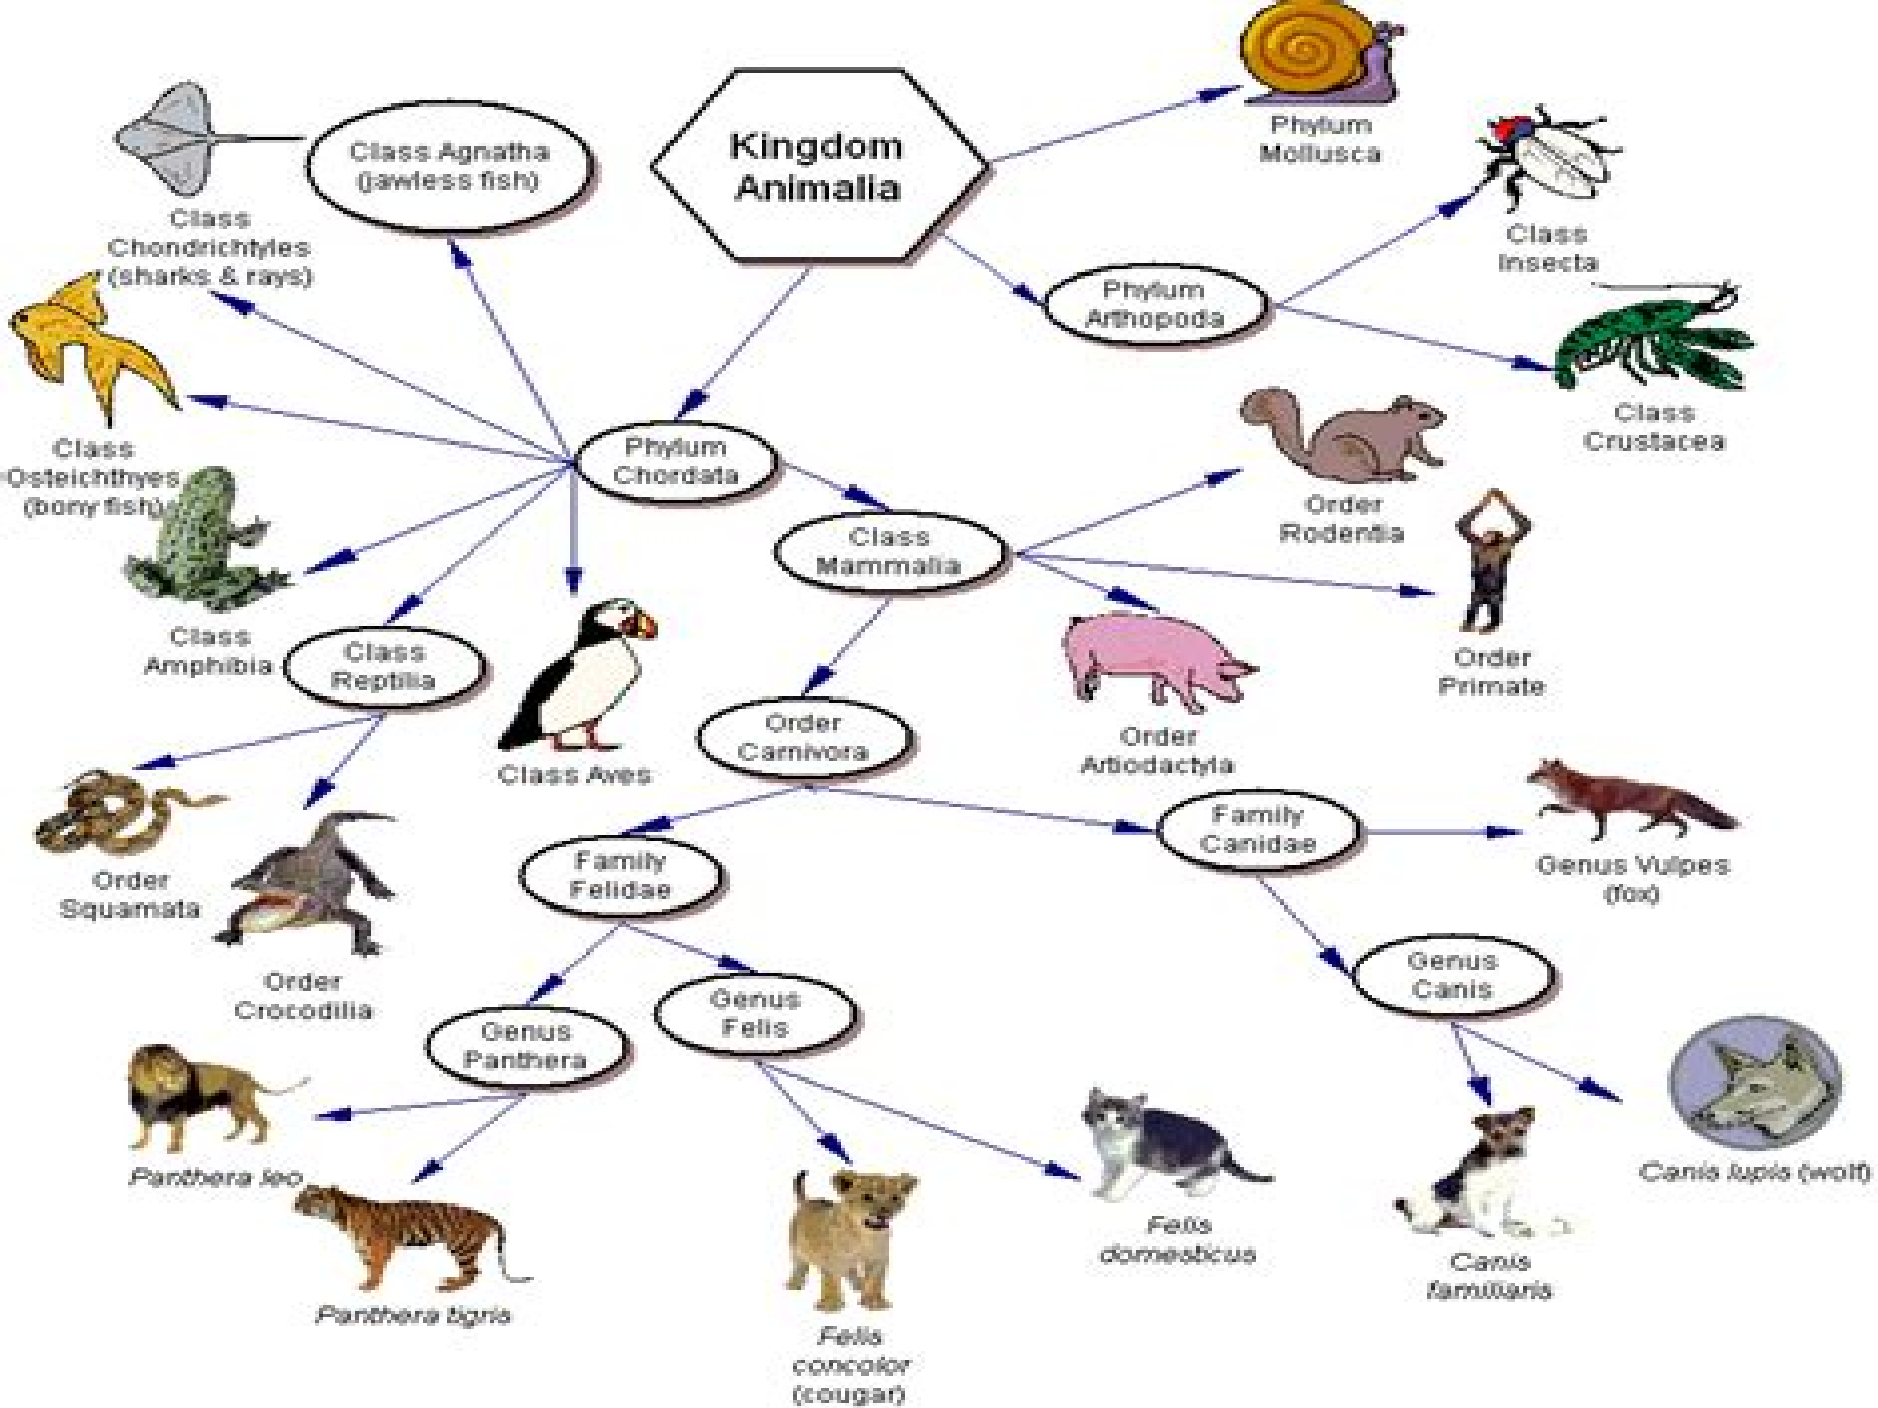 Kingdom
Animalia
Phylum
Mollusca
Class Agnatha
(jawless fish)
Class
Chondrichtyles
(sharks & rays)
Class
Insecta
Phylum
Arthopoda
Class
Crustacea
Class
Osteichthyes
(bony fish)
Phylum
Chordata
Order
Rodentia
Class
Mammalia
Class
Amphibia
Class
Reptilia
Order
Primate
Class Aves
Order
Carnivora
Order
Artiodactyla
Order
Squamata
Order
Crocodilia
Family
Felidae
Family
Canidae
Genus Vulpes
(fox)
Genus
Panthera
Genus
Felis
Genus
Canis
Panthera leo
Panthera tigris
Felis
concolor
(cougar)
Felis
domesticus
Canis
familiaris
Canis lupis (wolf)